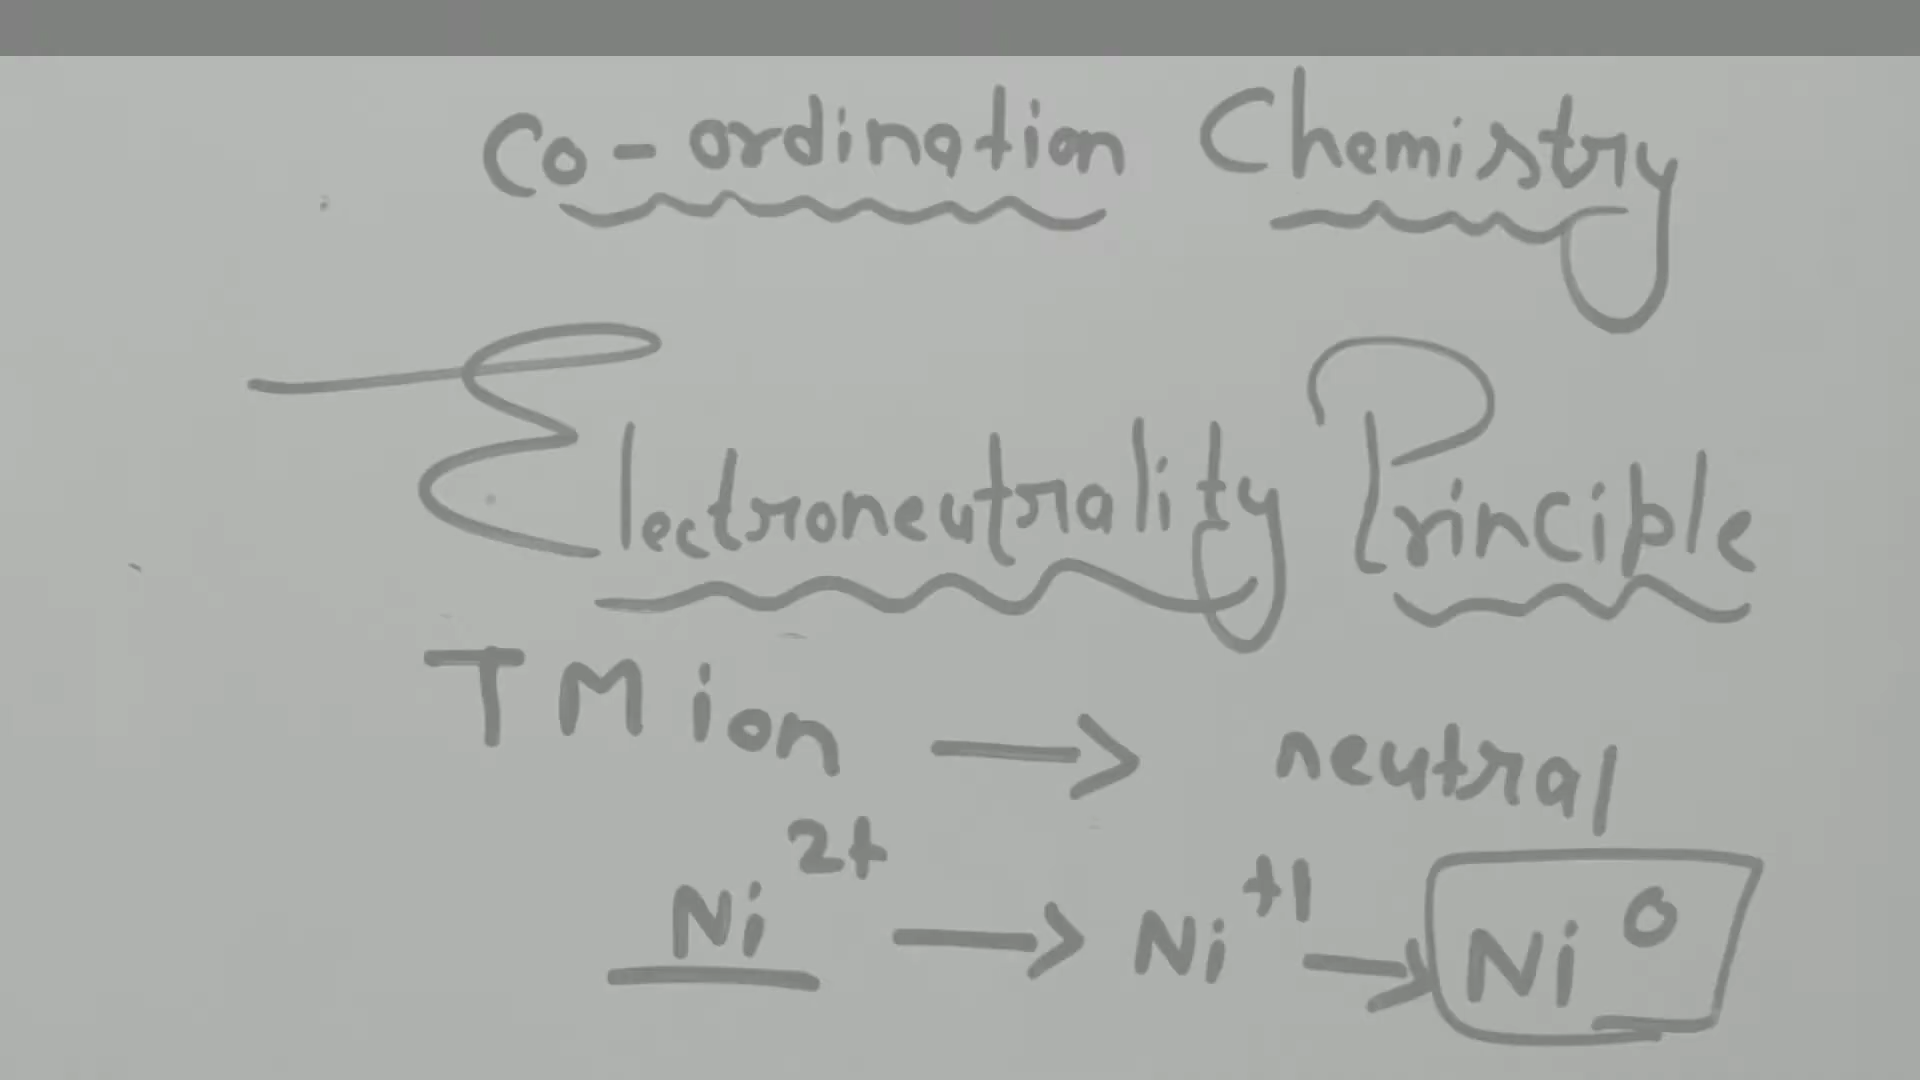 Co-ordination Chemistry
Electroneutrality Principle
TM ion → neutral
Ni²⁺ → Ni⁺¹ → Ni⁰